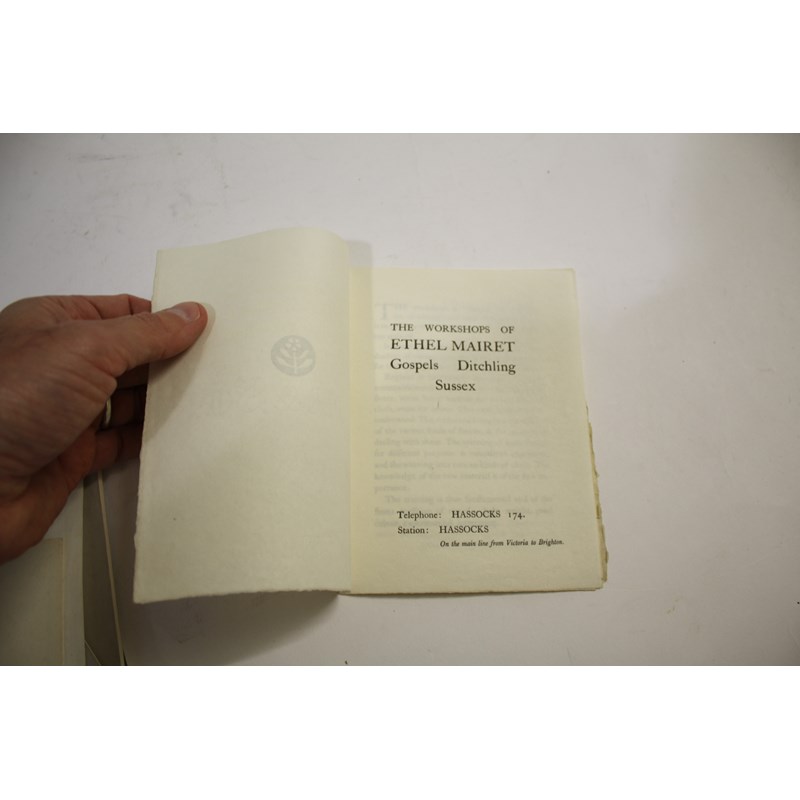 THE WORKSHOPS OF
ETHEL MAIRET
Gospels Ditchling
Sussex
Telephone: HASSOCKS 174.
Station: HASSOCKS
On the main line from Victoria to Brighton.